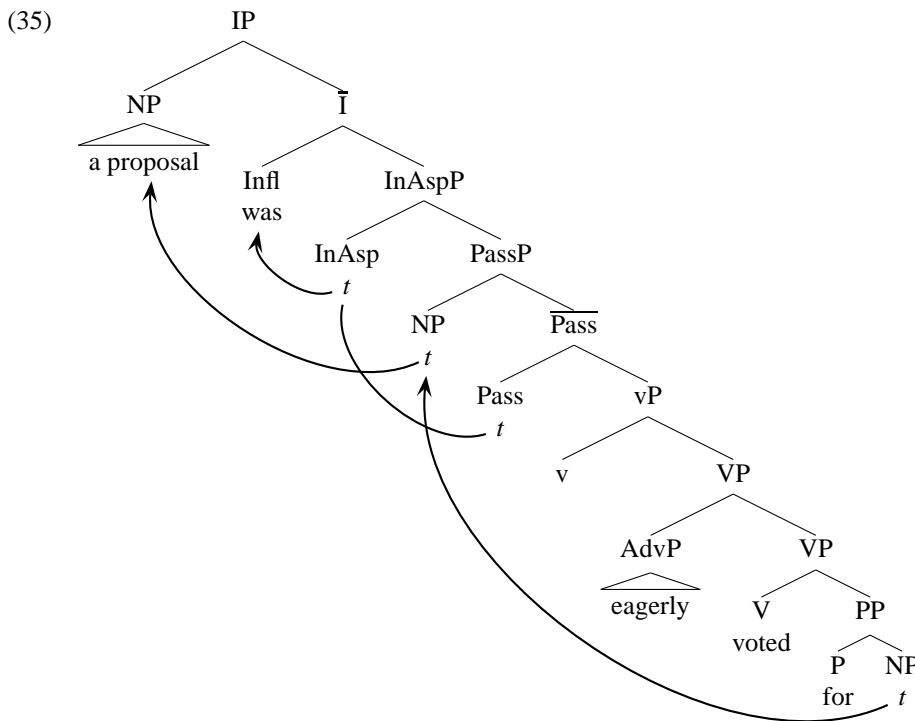 (35)
IP
NP Ī
a proposal
Infl InAspP
was
InAsp PassP
t
NP P̅a̅s̅s̅
t
Pass vP
t
v VP
AdvP VP
eagerly
V PP
voted
P NP
for t